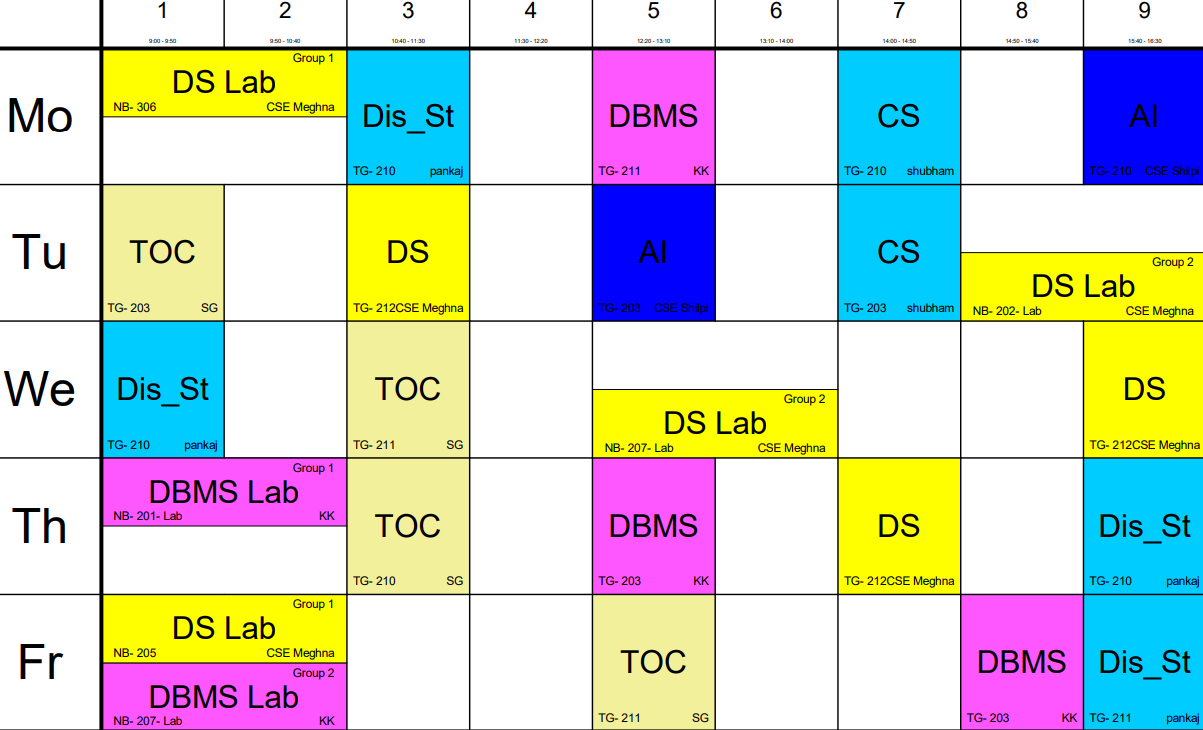 1 2 3 4 5 6 7 8 9
9:00 - 9:50 9:50 - 10:40 10:40 - 11:30 11:30 - 12:20 12:20 - 13:10 13:10 - 14:00 14:00 - 14:50 14:50 - 15:40 15:40 - 16:30
Mo
Group 1
DS Lab
NB- 306 CSE Meghna
Dis_St
TG- 210 pankaj
DBMS
TG- 211 KK
CS
TG- 210 shubham
AI
TG- 210 CSE Shilpi
Tu
TOC
TG- 203 SG
DS
TG- 212CSE Meghna
AI
TG- 203 CSE Shilpi
CS
TG- 203 shubham
Group 2
DS Lab
NB- 202- Lab CSE Meghna
We
Dis_St
TG- 210 pankaj
TOC
TG- 211 SG
Group 2
DS Lab
NB- 207- Lab CSE Meghna
DS
TG- 212CSE Meghna
Th
Group 1
DBMS Lab
NB- 201- Lab KK
TOC
TG- 210 SG
DBMS
TG- 203 KK
DS
TG- 212CSE Meghna
Dis_St
TG- 210 pankaj
Fr
Group 1
DS Lab
NB- 205 CSE Meghna
Group 2
DBMS Lab
NB- 207- Lab KK
TOC
TG- 211 SG
DBMS
TG- 203 KK
Dis_St
TG- 211 pankaj